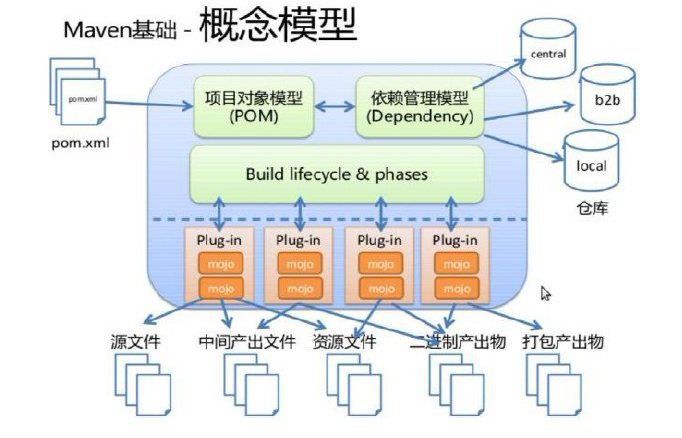 Maven基础 - 概念模型
central
pom.xml
项目对象模型
(POM)
依赖管理模型
(Dependency)
b2b
pom.xml
Build lifecycle & phases
local
仓库
Plug-in
Plug-in
Plug-in
Plug-in
mojo
mojo
mojo
mojo
mojo
mojo
mojo
mojo
源文件
中间产出文件
资源文件
二进制产出物
打包产出物